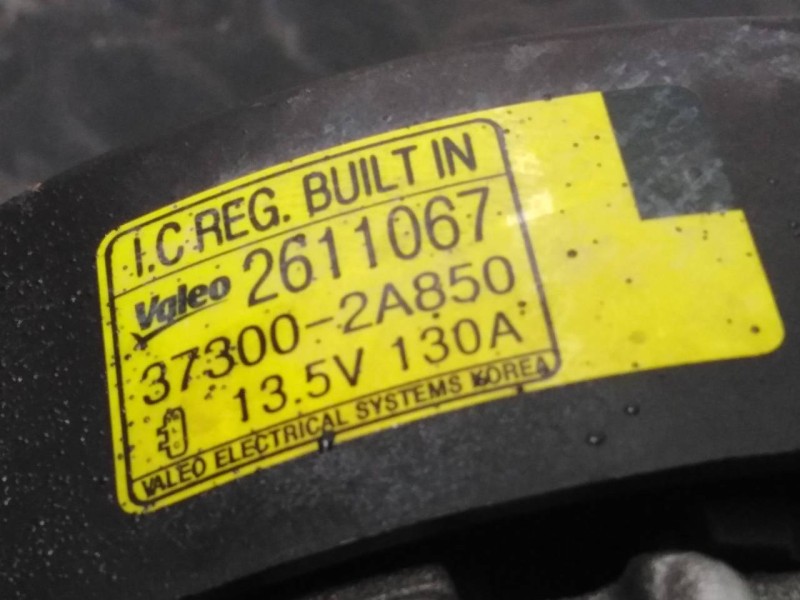 I.C REG. BUILT IN
Valeo 2611067
37300-2A850
13.5V 130A
VALEO ELECTRICAL SYSTEMS KOREA